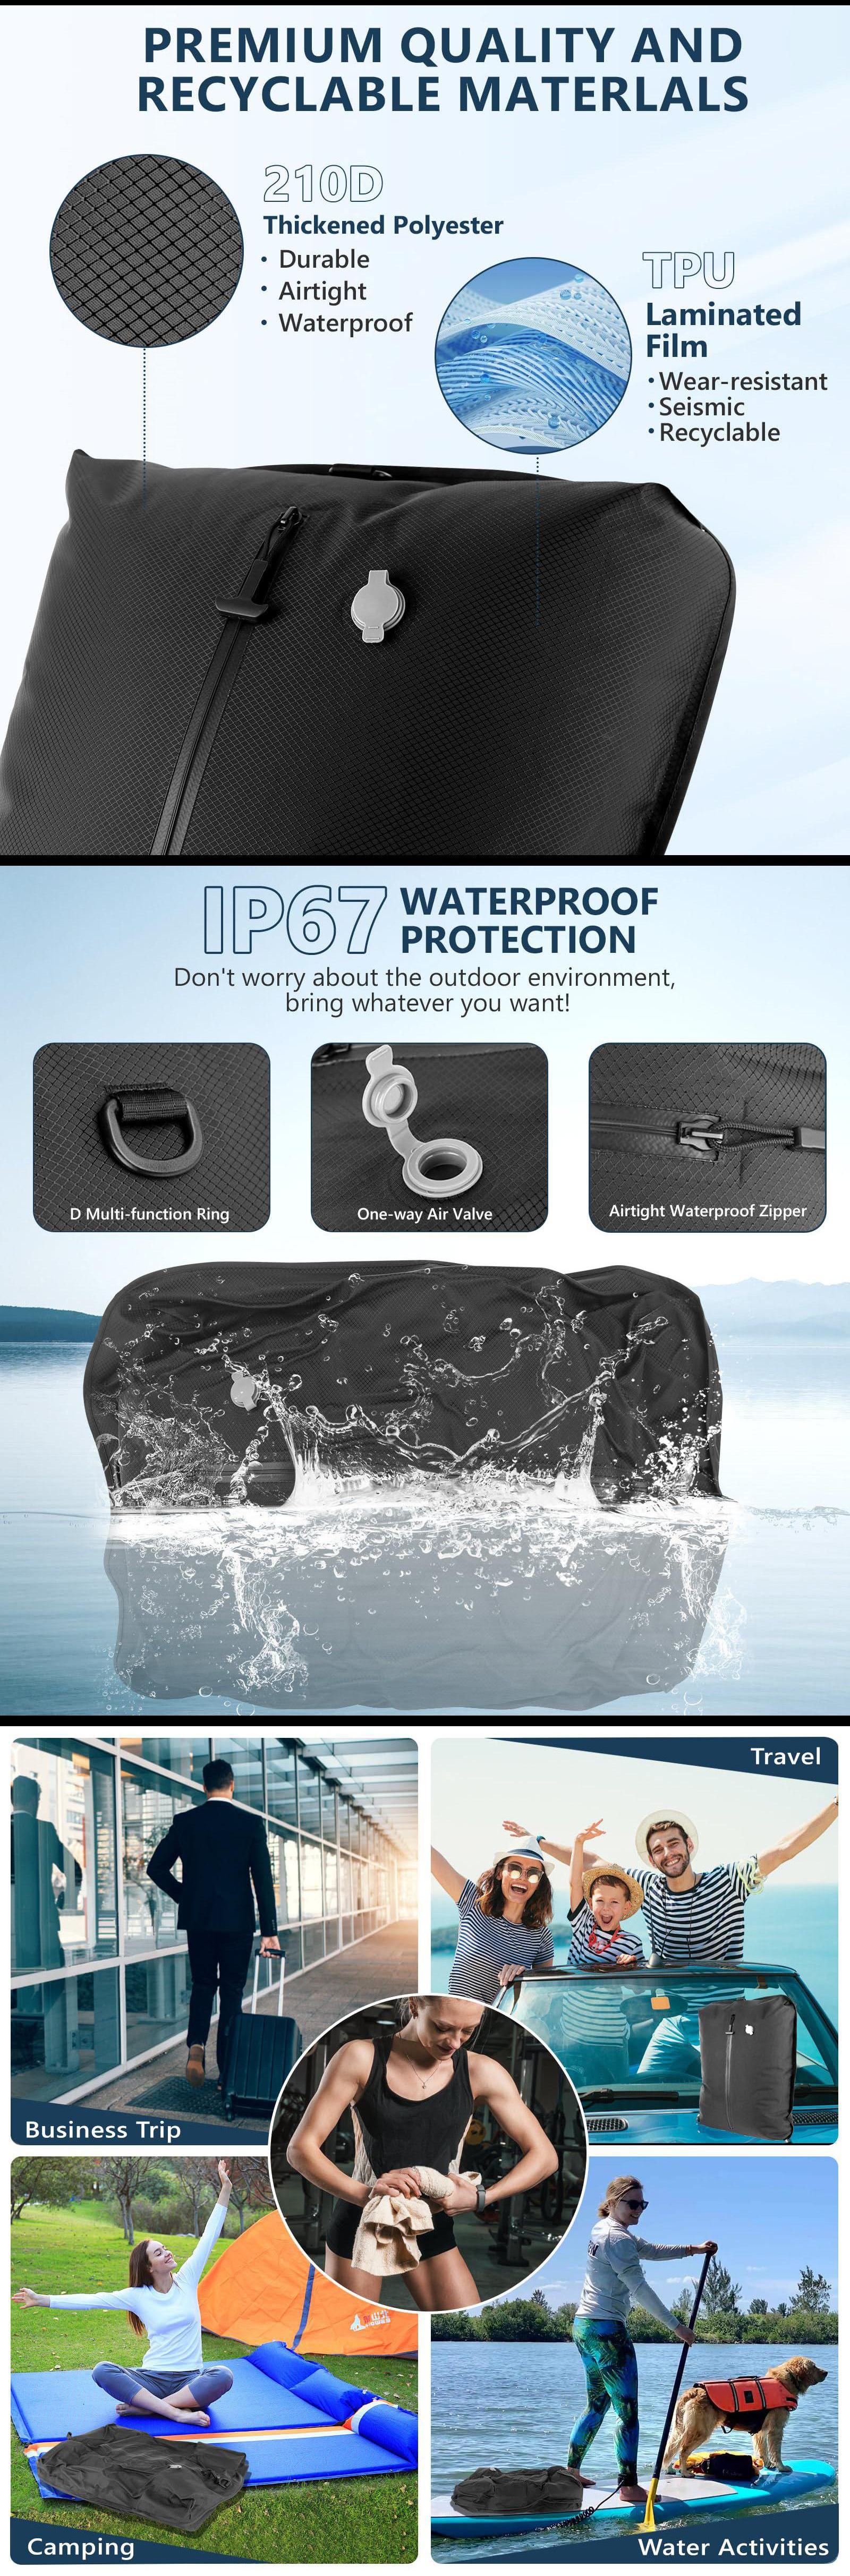 PREMIUM QUALITY AND
RECYCLABLE MATERLALS
210D
Thickened Polyester
• Durable
• Airtight
• Waterproof
TPU
Laminated
Film
•Wear-resistant
•Seismic
•Recyclable
IP67 WATERPROOF
PROTECTION
Don't worry about the outdoor environment,
bring whatever you want!
D Multi-function Ring
One-way Air Valve
Airtight Waterproof Zipper
Travel
Business Trip
Camping
Water Activities